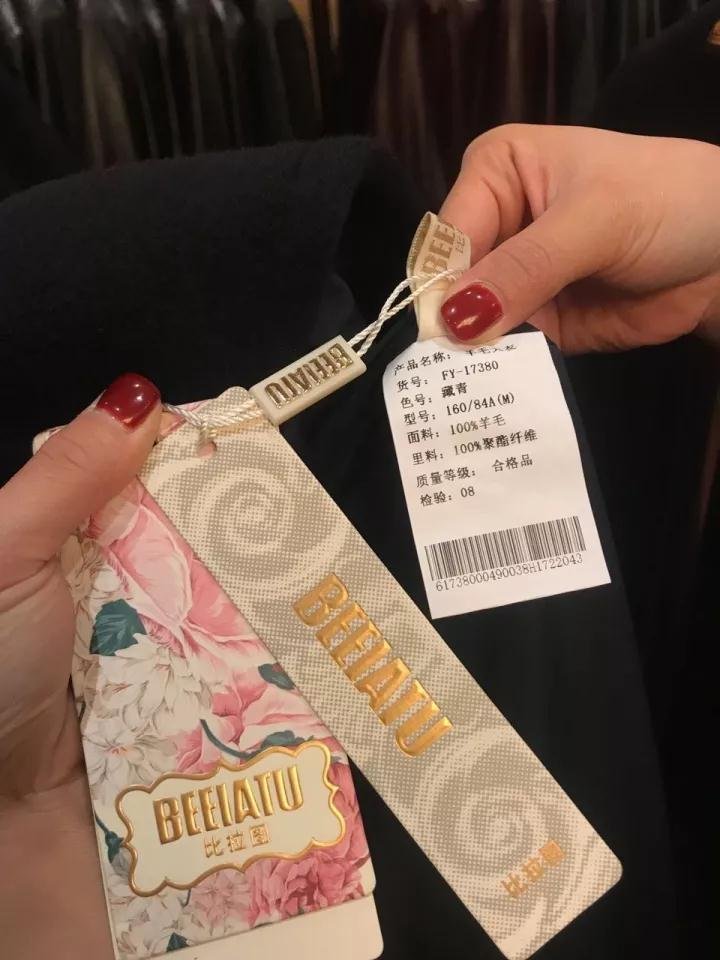 BEE
BEEIATU
产品名称： 羊毛大衣
货号： FY-17380
色号： 藏青
型号： 160/84A(M)
面料： 100%羊毛
里料： 100%聚酯纤维
质量等级： 合格品
检验：08
61738000490038H1722043
BEEIATU
比拉图
BEEIATU
比拉图